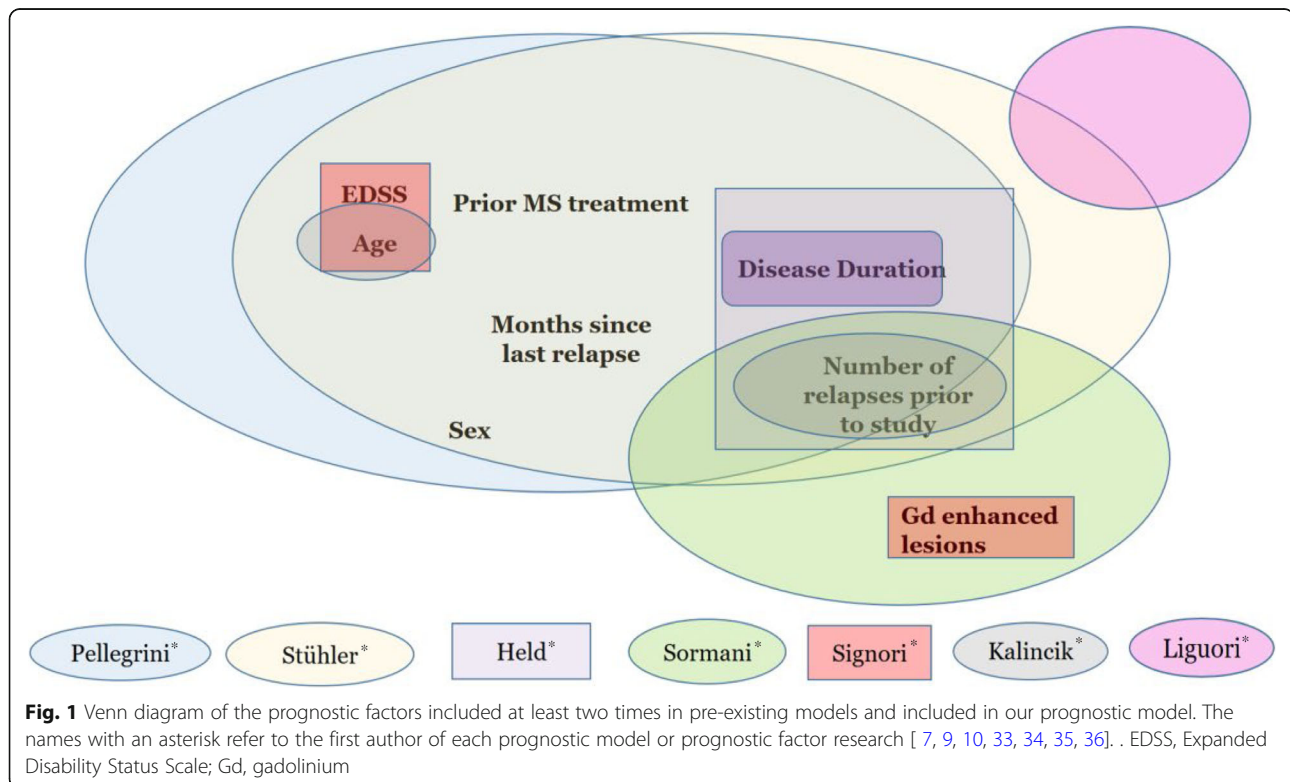 EDSS
Age
Prior MS treatment
Disease Duration
Months since
last relapse
Number of
relapses prior
to study
Sex
Gd enhanced
lesions
Pellegrini*
Stühler*
Held*
Sormani*
Signori*
Kalincik*
Liguori*
Fig. 1 Venn diagram of the prognostic factors included at least two times in pre-existing models and included in our prognostic model. The
names with an asterisk refer to the first author of each prognostic model or prognostic factor research [ 7, 9, 10, 33, 34, 35, 36]. . EDSS, Expanded
Disability Status Scale; Gd, gadolinium